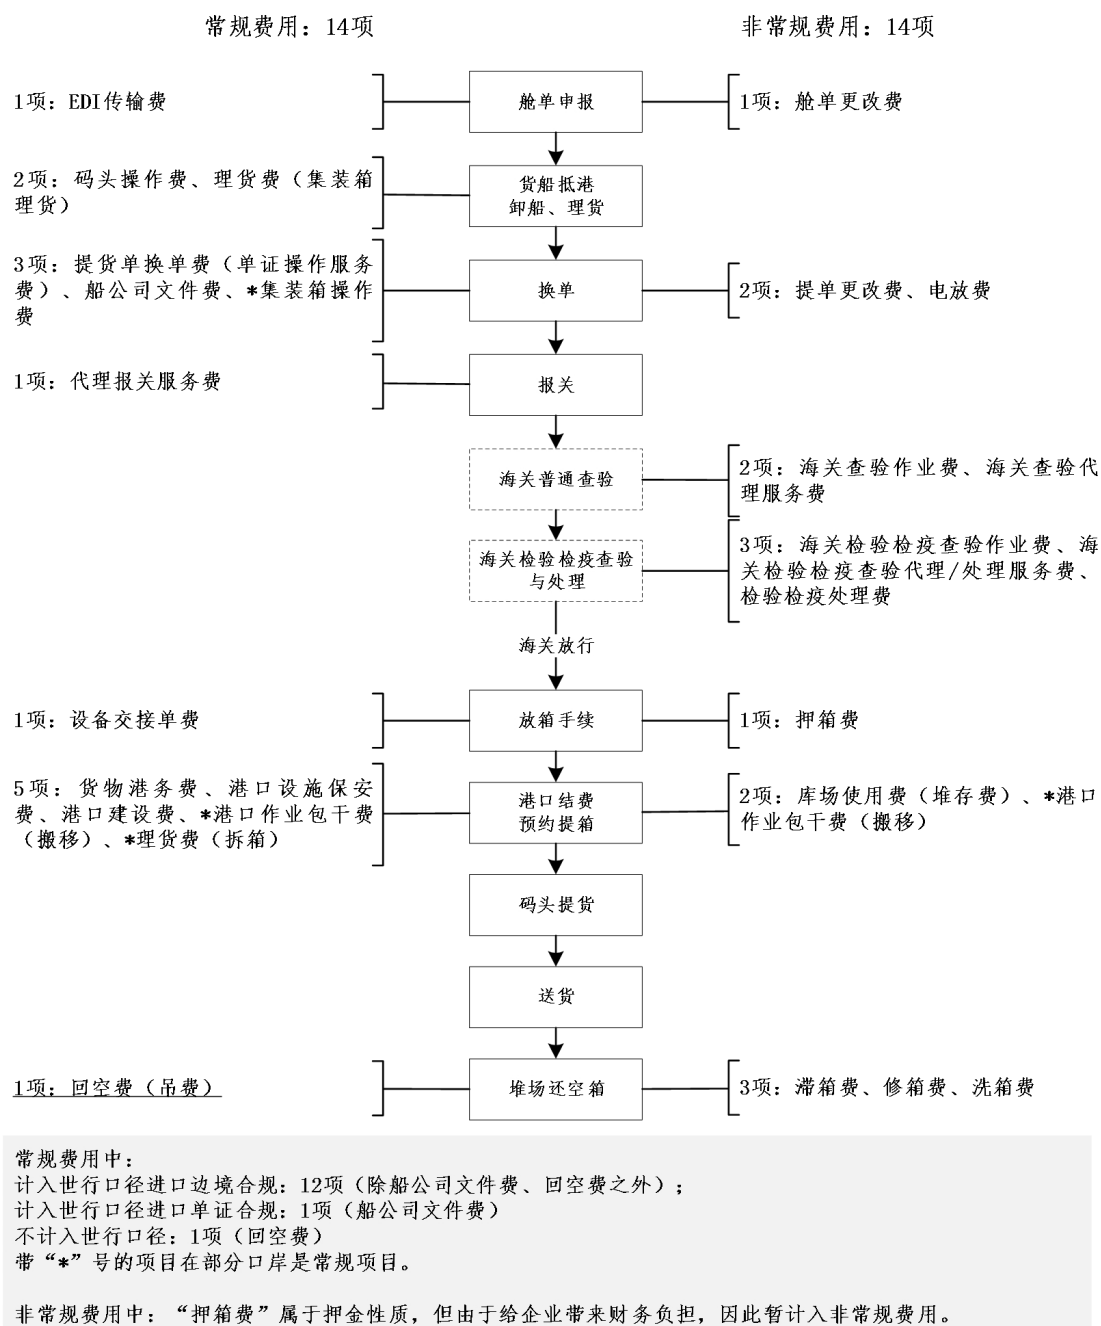 常规费用：14项
非常规费用：14项
1项：EDI传输费
舱单申报
1项：舱单更改费
2项：码头操作费、理货费（集装箱
理货）
货船抵港
卸船、理货
3项：提货单换单费（单证操作服务
费）、船公司文件费、*集装箱操作
费
换单
2项：提单更改费、电放费
1项：代理报关服务费
报关
海关普通查验
2项：海关查验作业费、海关查验代
理服务费
海关检验检疫查验
与处理
3项：海关检验检疫查验作业费、海
关检验检疫查验代理/处理服务费、
检验检疫处理费
海关放行
1项：设备交接单费
放箱手续
1项：押箱费
5项：货物港务费、港口设施保安
费、港口建设费、*港口作业包干费
（搬移）、*理货费（拆箱）
港口结费
预约提箱
2项：库场使用费（堆存费）、*港口
作业包干费（搬移）
码头提货
送货
1项：回空费（吊费）
堆场还空箱
3项：滞箱费、修箱费、洗箱费
常规费用中：
计入世行口径进口边境合规：12项（除船公司文件费、回空费之外）；
计入世行口径进口单证合规：1项（船公司文件费）
不计入世行口径：1项（回空费）
带“*”号的项目在部分口岸是常规项目。
非常规费用中：“押箱费”属于押金性质，但由于给企业带来财务负担，因此暂计入非常规费用。